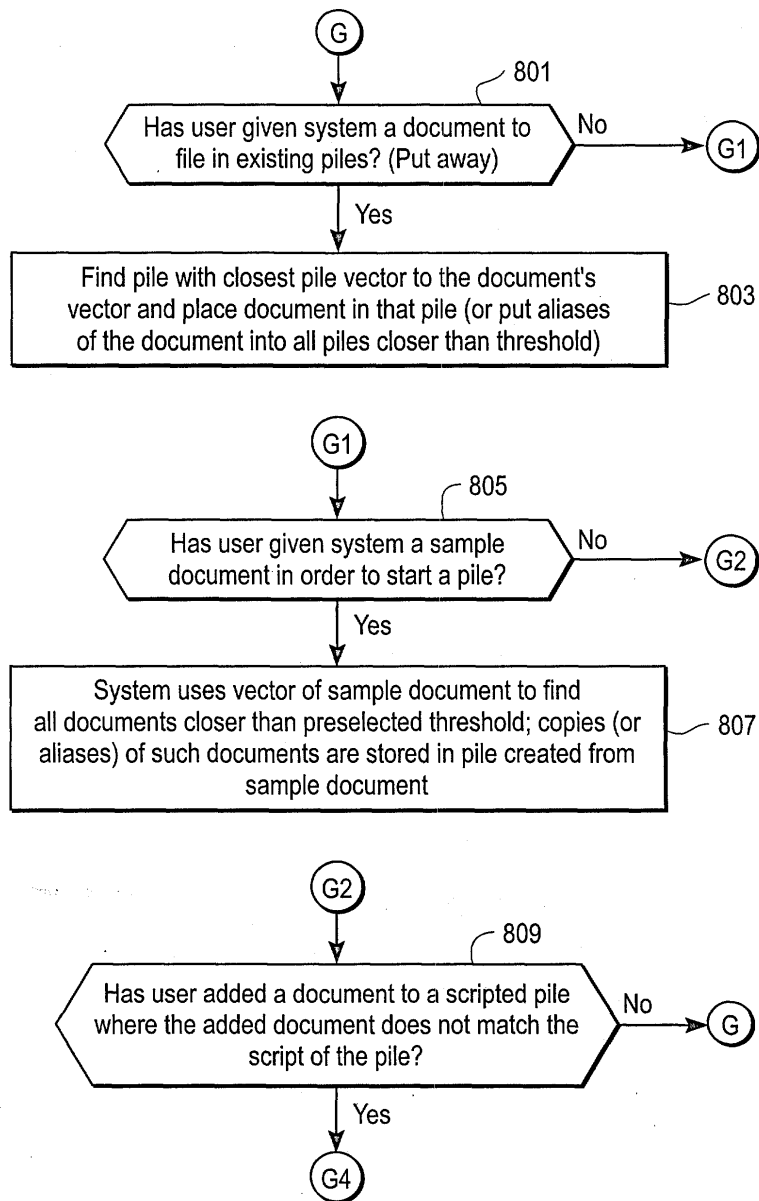 G
801
Has user given system a document to
file in existing piles? (Put away)
No
G1
Yes
Find pile with closest pile vector to the document's
vector and place document in that pile (or put aliases
of the document into all piles closer than threshold)
803
G1
805
Has user given system a sample
document in order to start a pile?
No
G2
Yes
System uses vector of sample document to find
all documents closer than preselected threshold; copies (or
aliases) of such documents are stored in pile created from
sample document
807
G2
809
Has user added a document to a scripted pile
where the added document does not match the
script of the pile?
No
G
Yes
G4